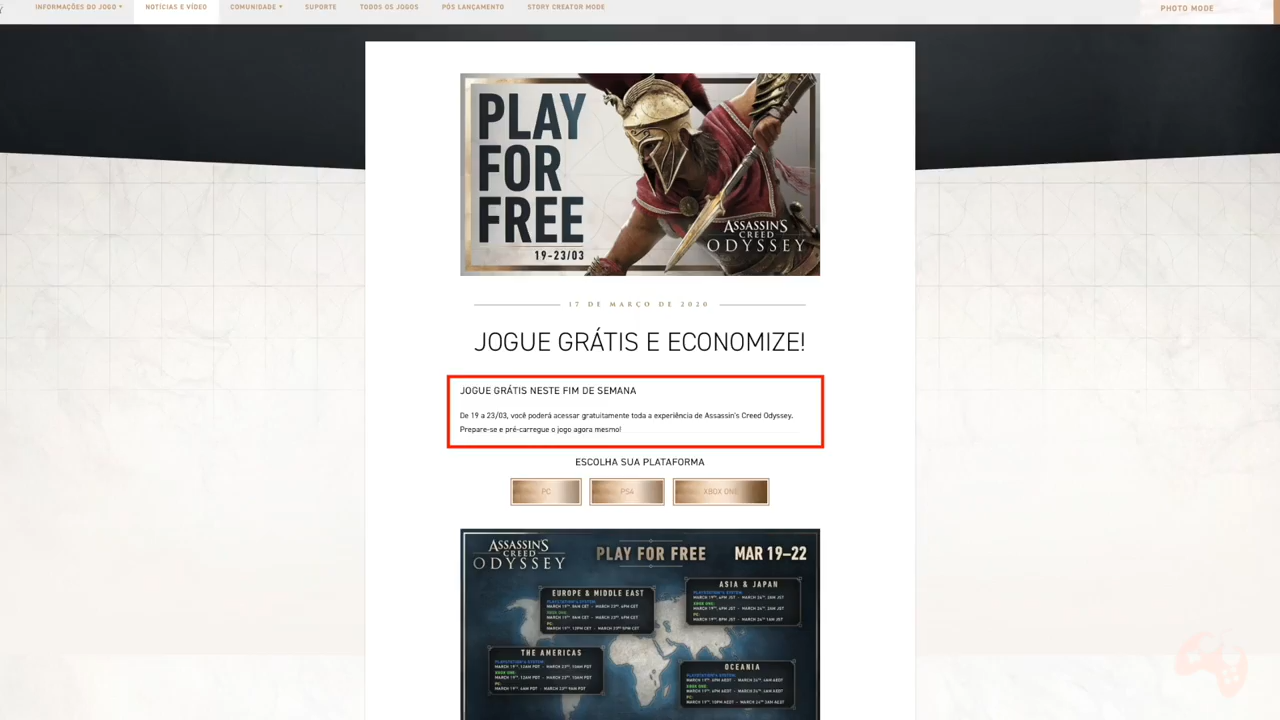 INFORMAÇÕES DO JOGO
NOTÍCIAS E VÍDEO
COMUNIDADE
SUPORTE
TODOS OS JOGOS
PÓS LANÇAMENTO
STORY CREATOR MODE
PHOTO MODE
PLAY
FOR
FREE
19-23/03
ASSASSIN'S
CREED
ODYSSEY
17 DE MARÇO DE 2020
JOGUE GRÁTIS E ECONOMIZE!
JOGUE GRÁTIS NESTE FIM DE SEMANA
De 19 a 23/03, você poderá acessar gratuitamente toda a experiência de Assassin's Creed Odyssey.
Prepare-se e pré-carregue o jogo agora mesmo!
ESCOLHA SUA PLATAFORMA
PC
PS4
XBOX ONE
ASSASSIN'S
CREED
ODYSSEY
PLAY FOR FREE
MAR 19–22
EUROPE & MIDDLE EAST
ASIA & JAPAN
THE AMERICAS
OCEANIA